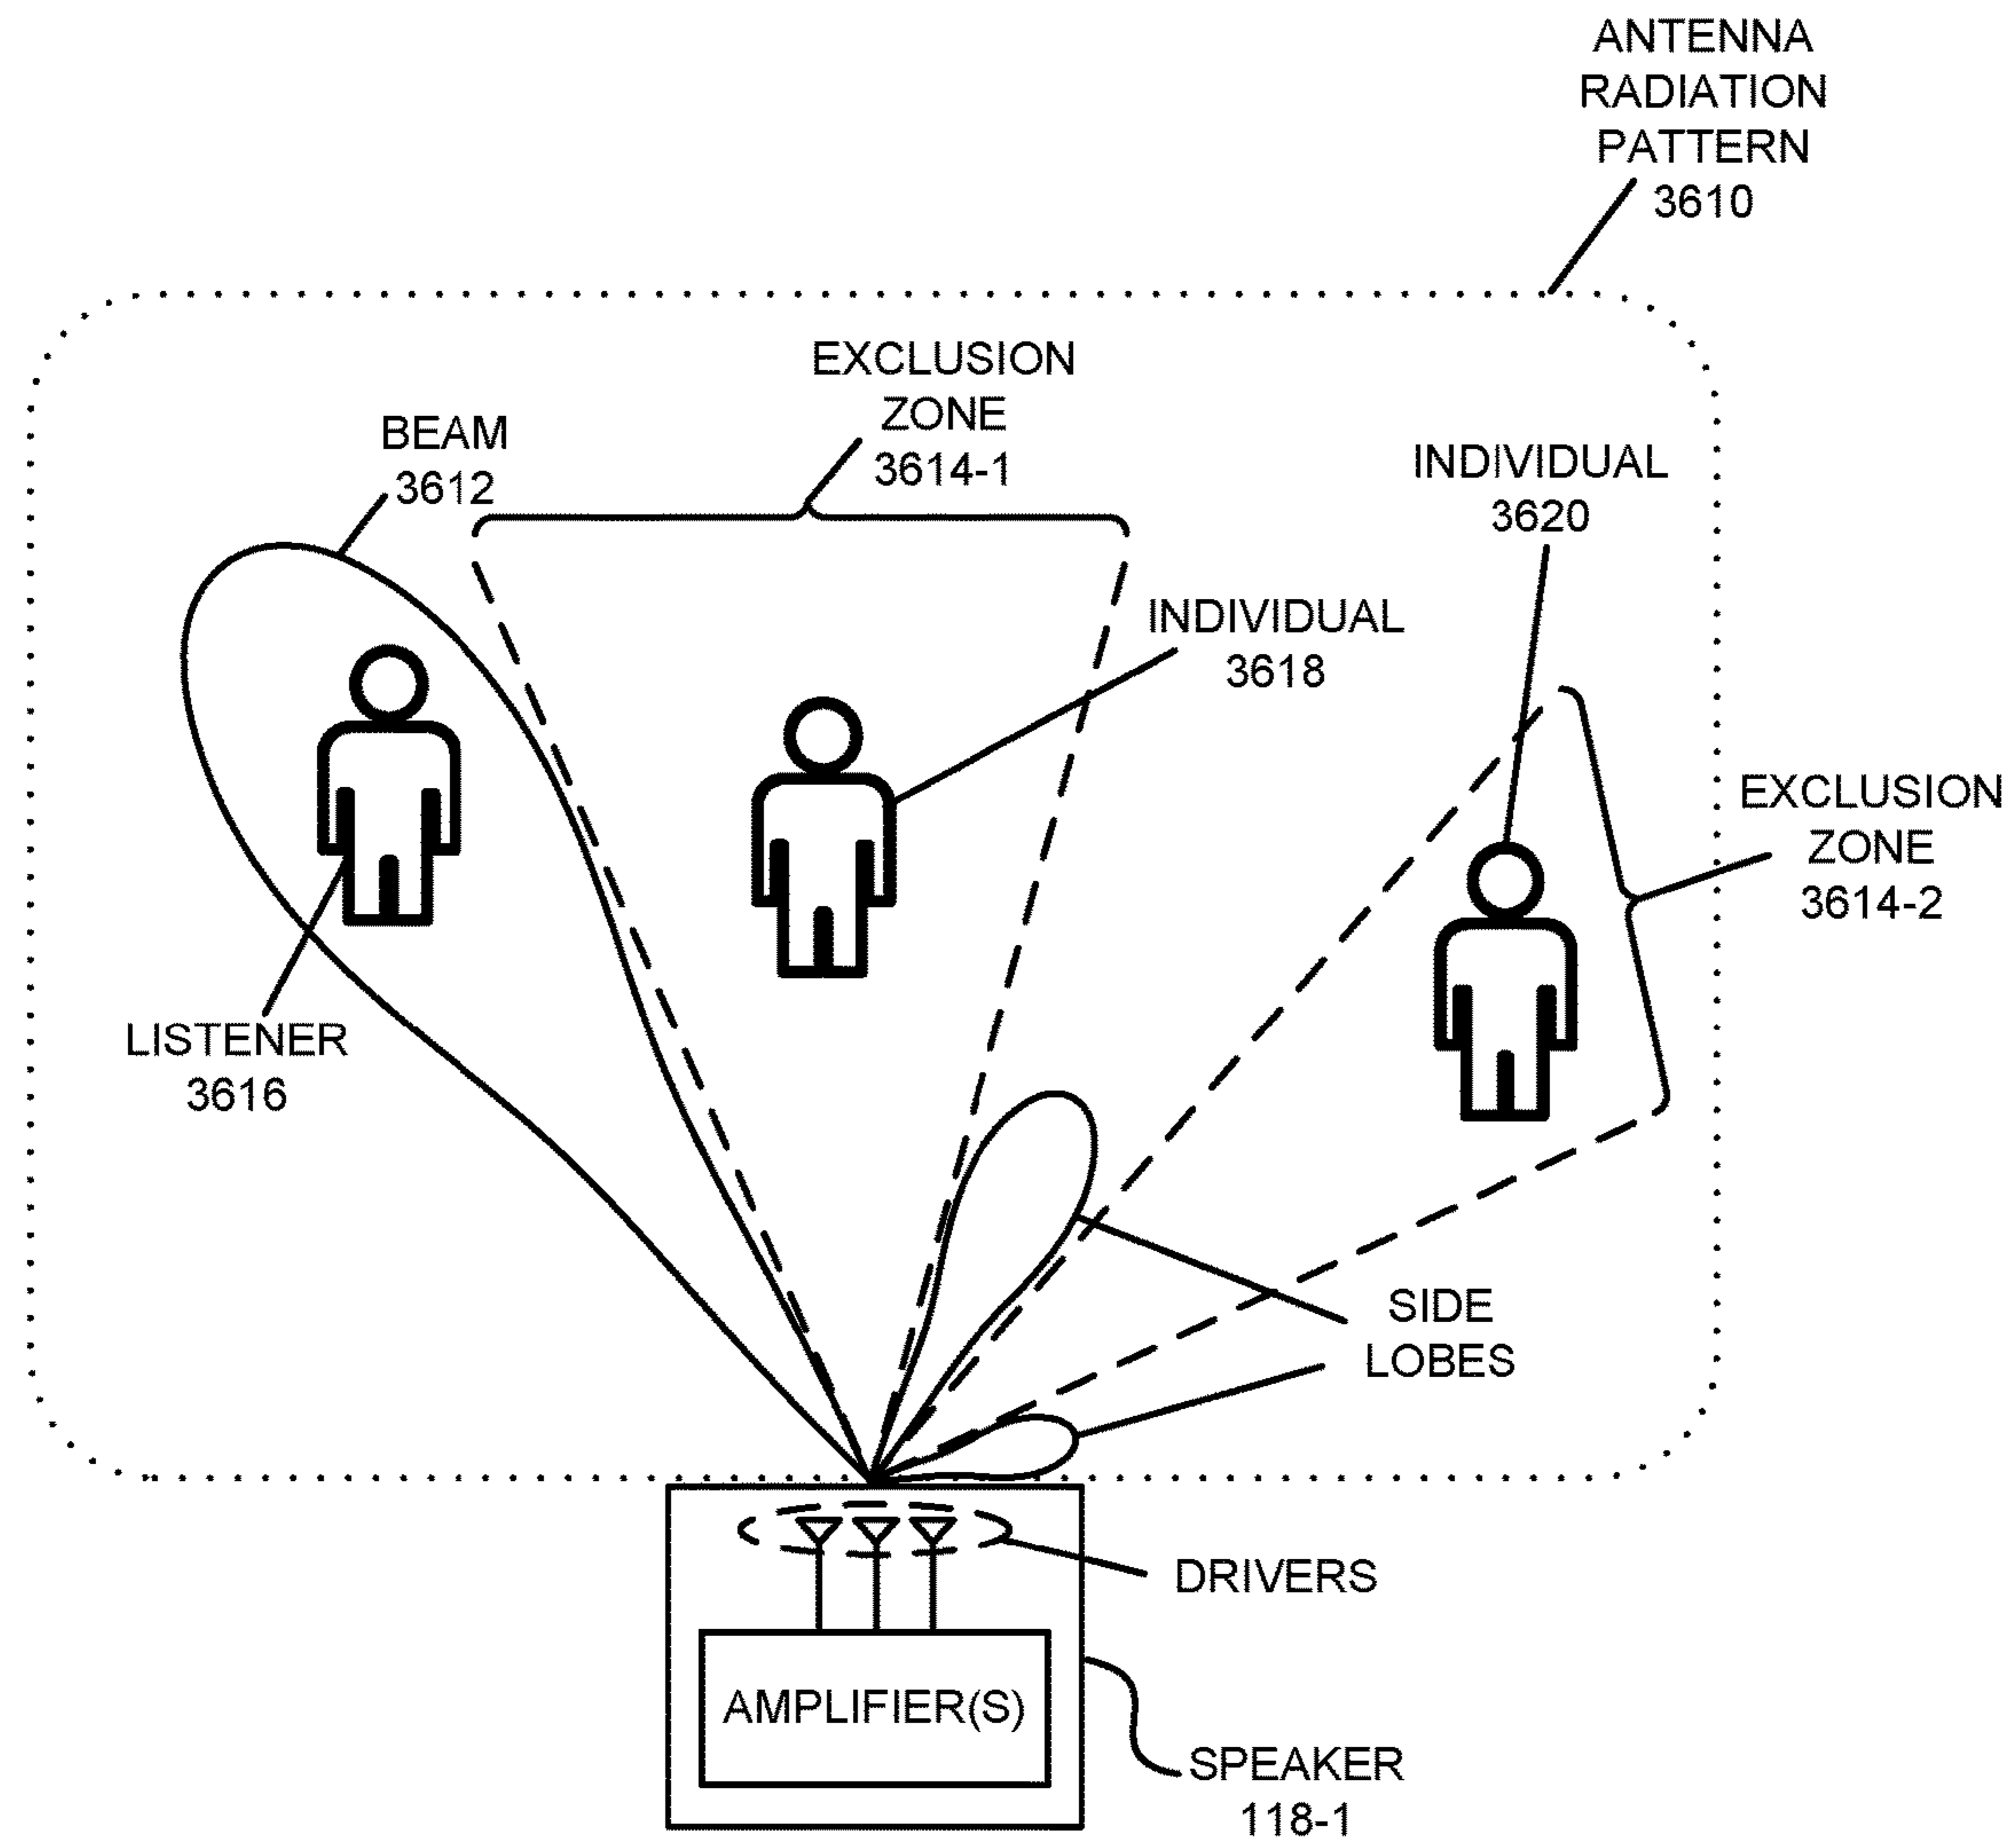 ANTENNA
RADIATION
PATTERN
3610
EXCLUSION
ZONE
3614-1
BEAM
3612
INDIVIDUAL
3620
INDIVIDUAL
3618
EXCLUSION
ZONE
3614-2
LISTENER
3616
SIDE
LOBES
DRIVERS
AMPLIFIER(S)
SPEAKER
118-1